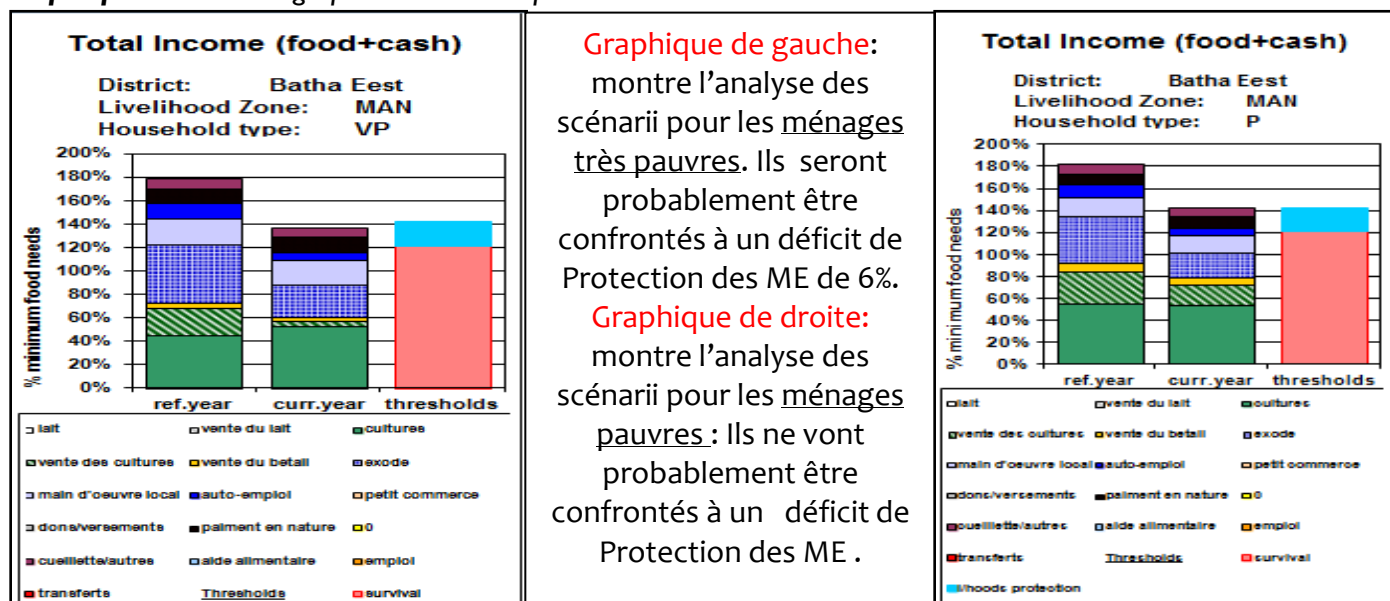 Total Income (food+cash)
District: Batha Eest
Livelihood Zone: MAN
Household type: VP
200%
180%
160%
140%
120%
100%
80%
60%
40%
20%
0%
% minimum food needs
ref.year curr.year thresholds
lait vente du lait cultures
vente des cultures vente du betail exode
main d'oeuvre local auto-emploi petit commerce
dons/versements paiment en nature 0
cueillette/autres aide alimentaire emploi
transferts Thresholds survival
Graphique de gauche:
montre l’analyse des
scénarii pour les ménages
très pauvres. Ils seront
probablement être
confrontés à un déficit de
Protection des ME de 6%.
Graphique de droite:
montre l’analyse des
scénarii pour les ménages
pauvres : Ils ne vont
probablement être
confrontés à un déficit de
Protection des ME .
Total Income (food+cash)
District: Batha Eest
Livelihood Zone: MAN
Household type: P
200%
180%
160%
140%
120%
100%
80%
60%
40%
20%
0%
% minimum food needs
ref.year curr.year thresholds
lait vente du lait cultures
vente des cultures vente du betail exode
main d'oeuvre local auto-emploi petit commerce
dons/versements paiment en nature 0
cueillette/autres aide alimentaire emploi
transferts Thresholds survival
l/hoods protection